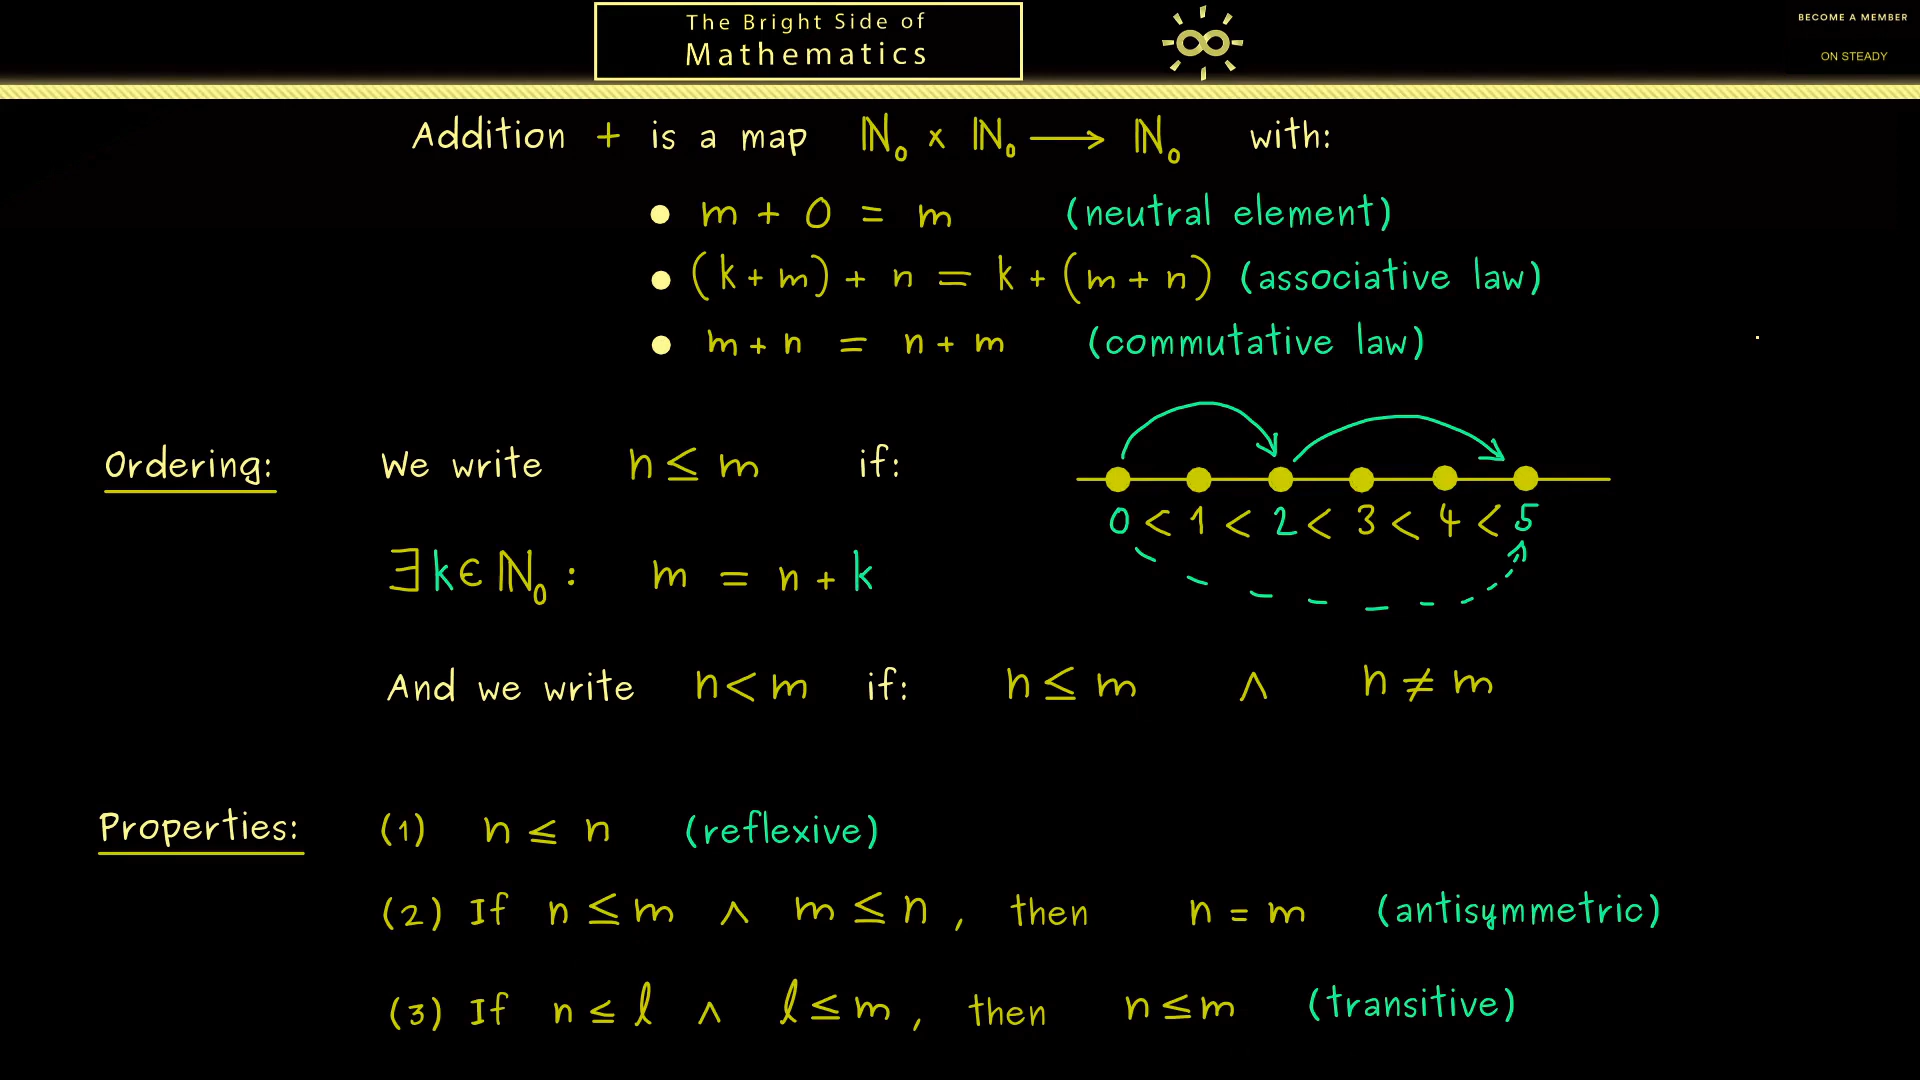 The Bright Side of
Mathematics
BECOME A MEMBER
ON STEADY
Addition + is a map ℕ₀ × ℕ₀ ⟶ ℕ₀ with:
• m + 0 = m (neutral element)
• (k + m) + n = k + (m + n) (associative law)
• m + n = n + m (commutative law)
Ordering: We write n ≤ m if:
0 < 1 < 2 < 3 < 4 < 5
∃k∈ℕ₀: m = n + k
And we write n < m if: n ≤ m ∧ n ≠ m
Properties: (1) n ≤ n (reflexive)
(2) If n ≤ m ∧ m ≤ n, then n = m (antisymmetric)
(3) If n ≤ ℓ ∧ ℓ ≤ m, then n ≤ m (transitive)